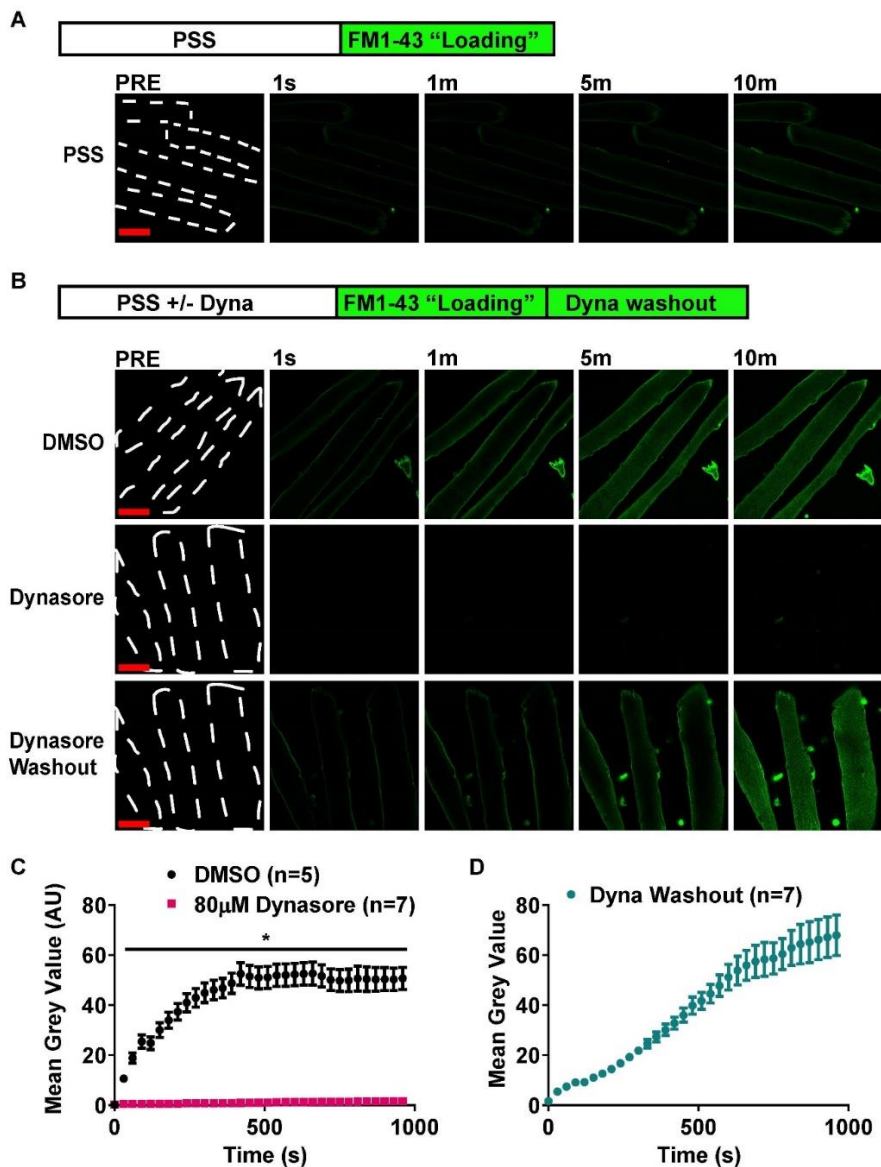 A
PSS FM1-43 “Loading”
PRE 1s 1m 5m 10m
PSS
B
PSS +/- Dyna FM1-43 “Loading” Dyna washout
PRE 1s 1m 5m 10m
DMSO
Dynasore
Dynasore
Washout
C
DMSO (n=5)
80μM Dynasore (n=7)
*
Mean Grey Value (AU)
80
60
40
20
0
0 500 1000
Time (s)
D
Dyna Washout (n=7)
Mean Grey Value
80
60
40
20
0
0 500 1000
Time (s)